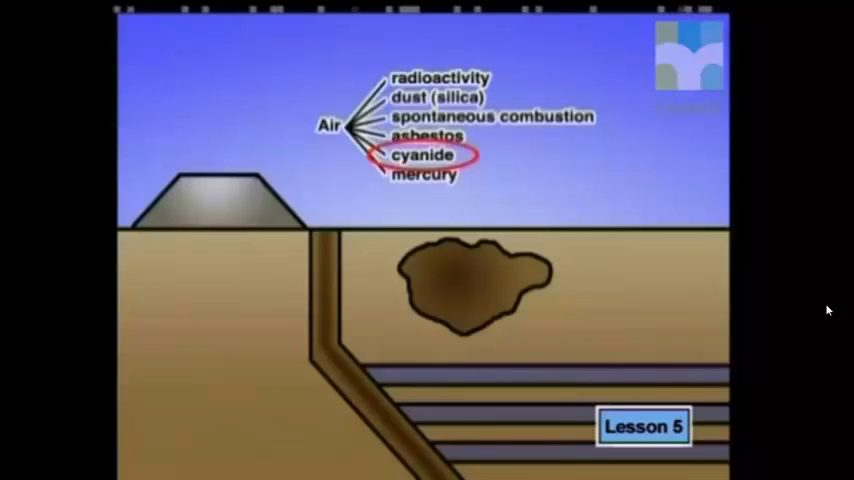 radioactivity
dust (silica)
spontaneous combustion
Air
asbestos
cyanide
mercury
Lesson 5